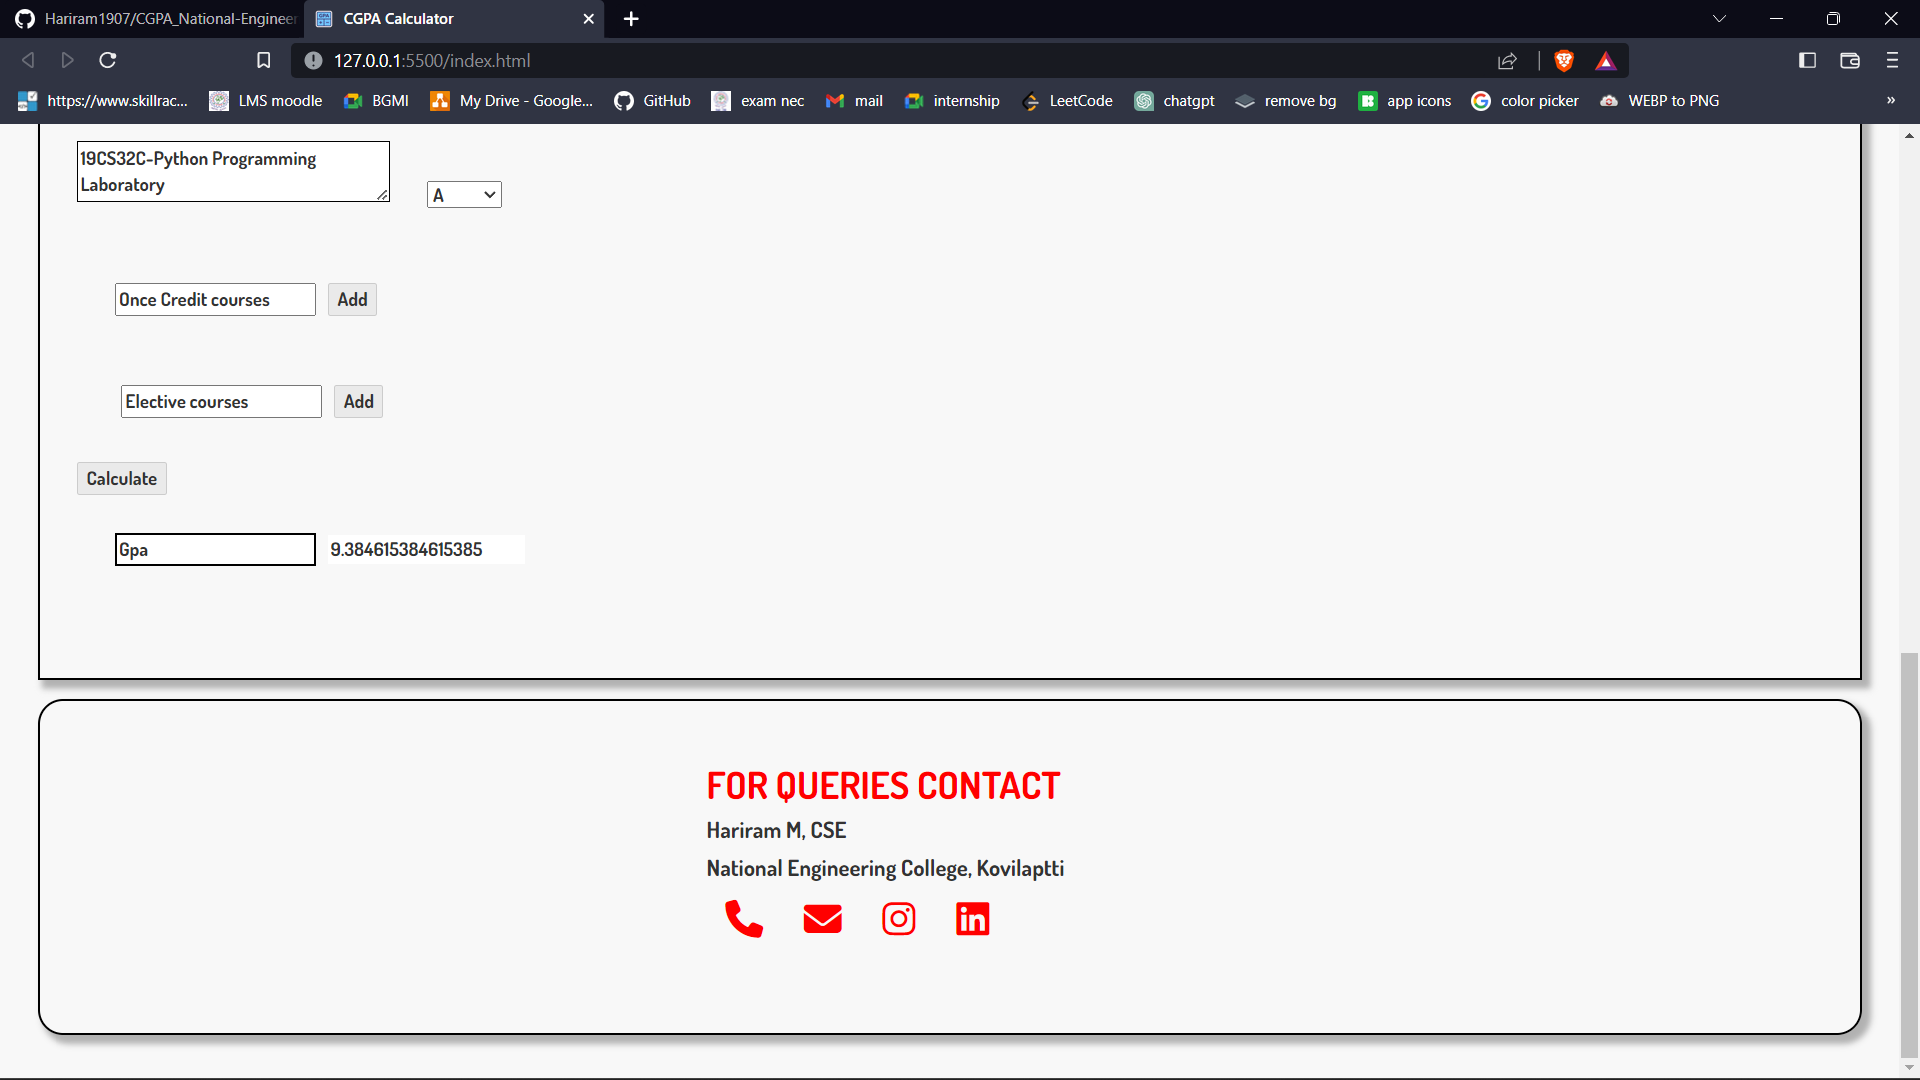 Hariram1907/CGPA_National-Engineer
CGPA Calculator
127.0.0.1:5500/index.html
https://www.skillrac...
LMS moodle
BGMI
My Drive - Google...
GitHub
exam nec
mail
internship
LeetCode
chatgpt
remove bg
app icons
color picker
WEBP to PNG
»
19CS32C-Python Programming
Laboratory
A
Once Credit courses
Add
Elective courses
Add
Calculate
Gpa
9.384615384615385
FOR QUERIES CONTACT
Hariram M, CSE
National Engineering College, Kovilaptti